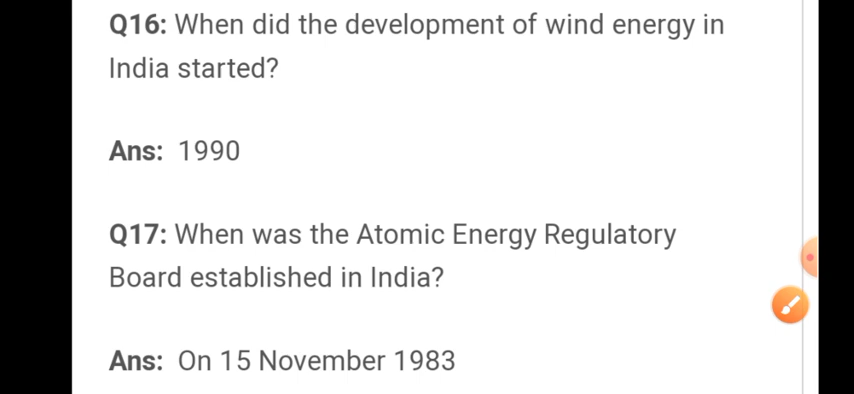 Q16: When did the development of wind energy in
India started?
Ans: 1990
Q17: When was the Atomic Energy Regulatory
Board established in India?
Ans: On 15 November 1983